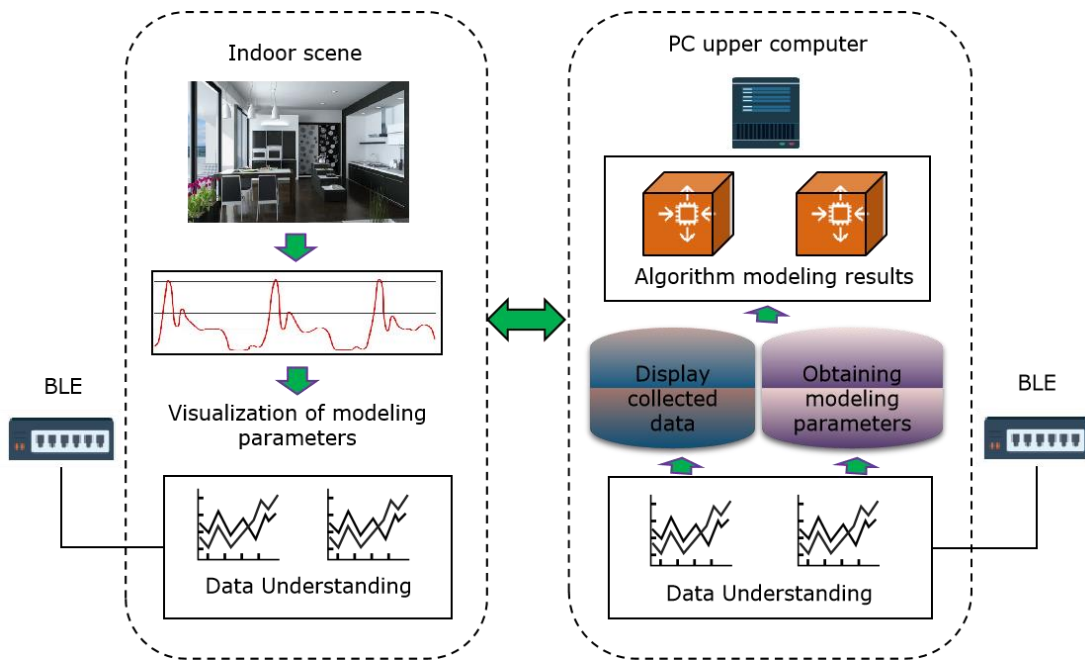 Indoor scene
Visualization of modeling
parameters
BLE
Data Understanding
PC upper computer
Algorithm modeling results
Display
collected
data
Obtaining
modeling
parameters
BLE
Data Understanding